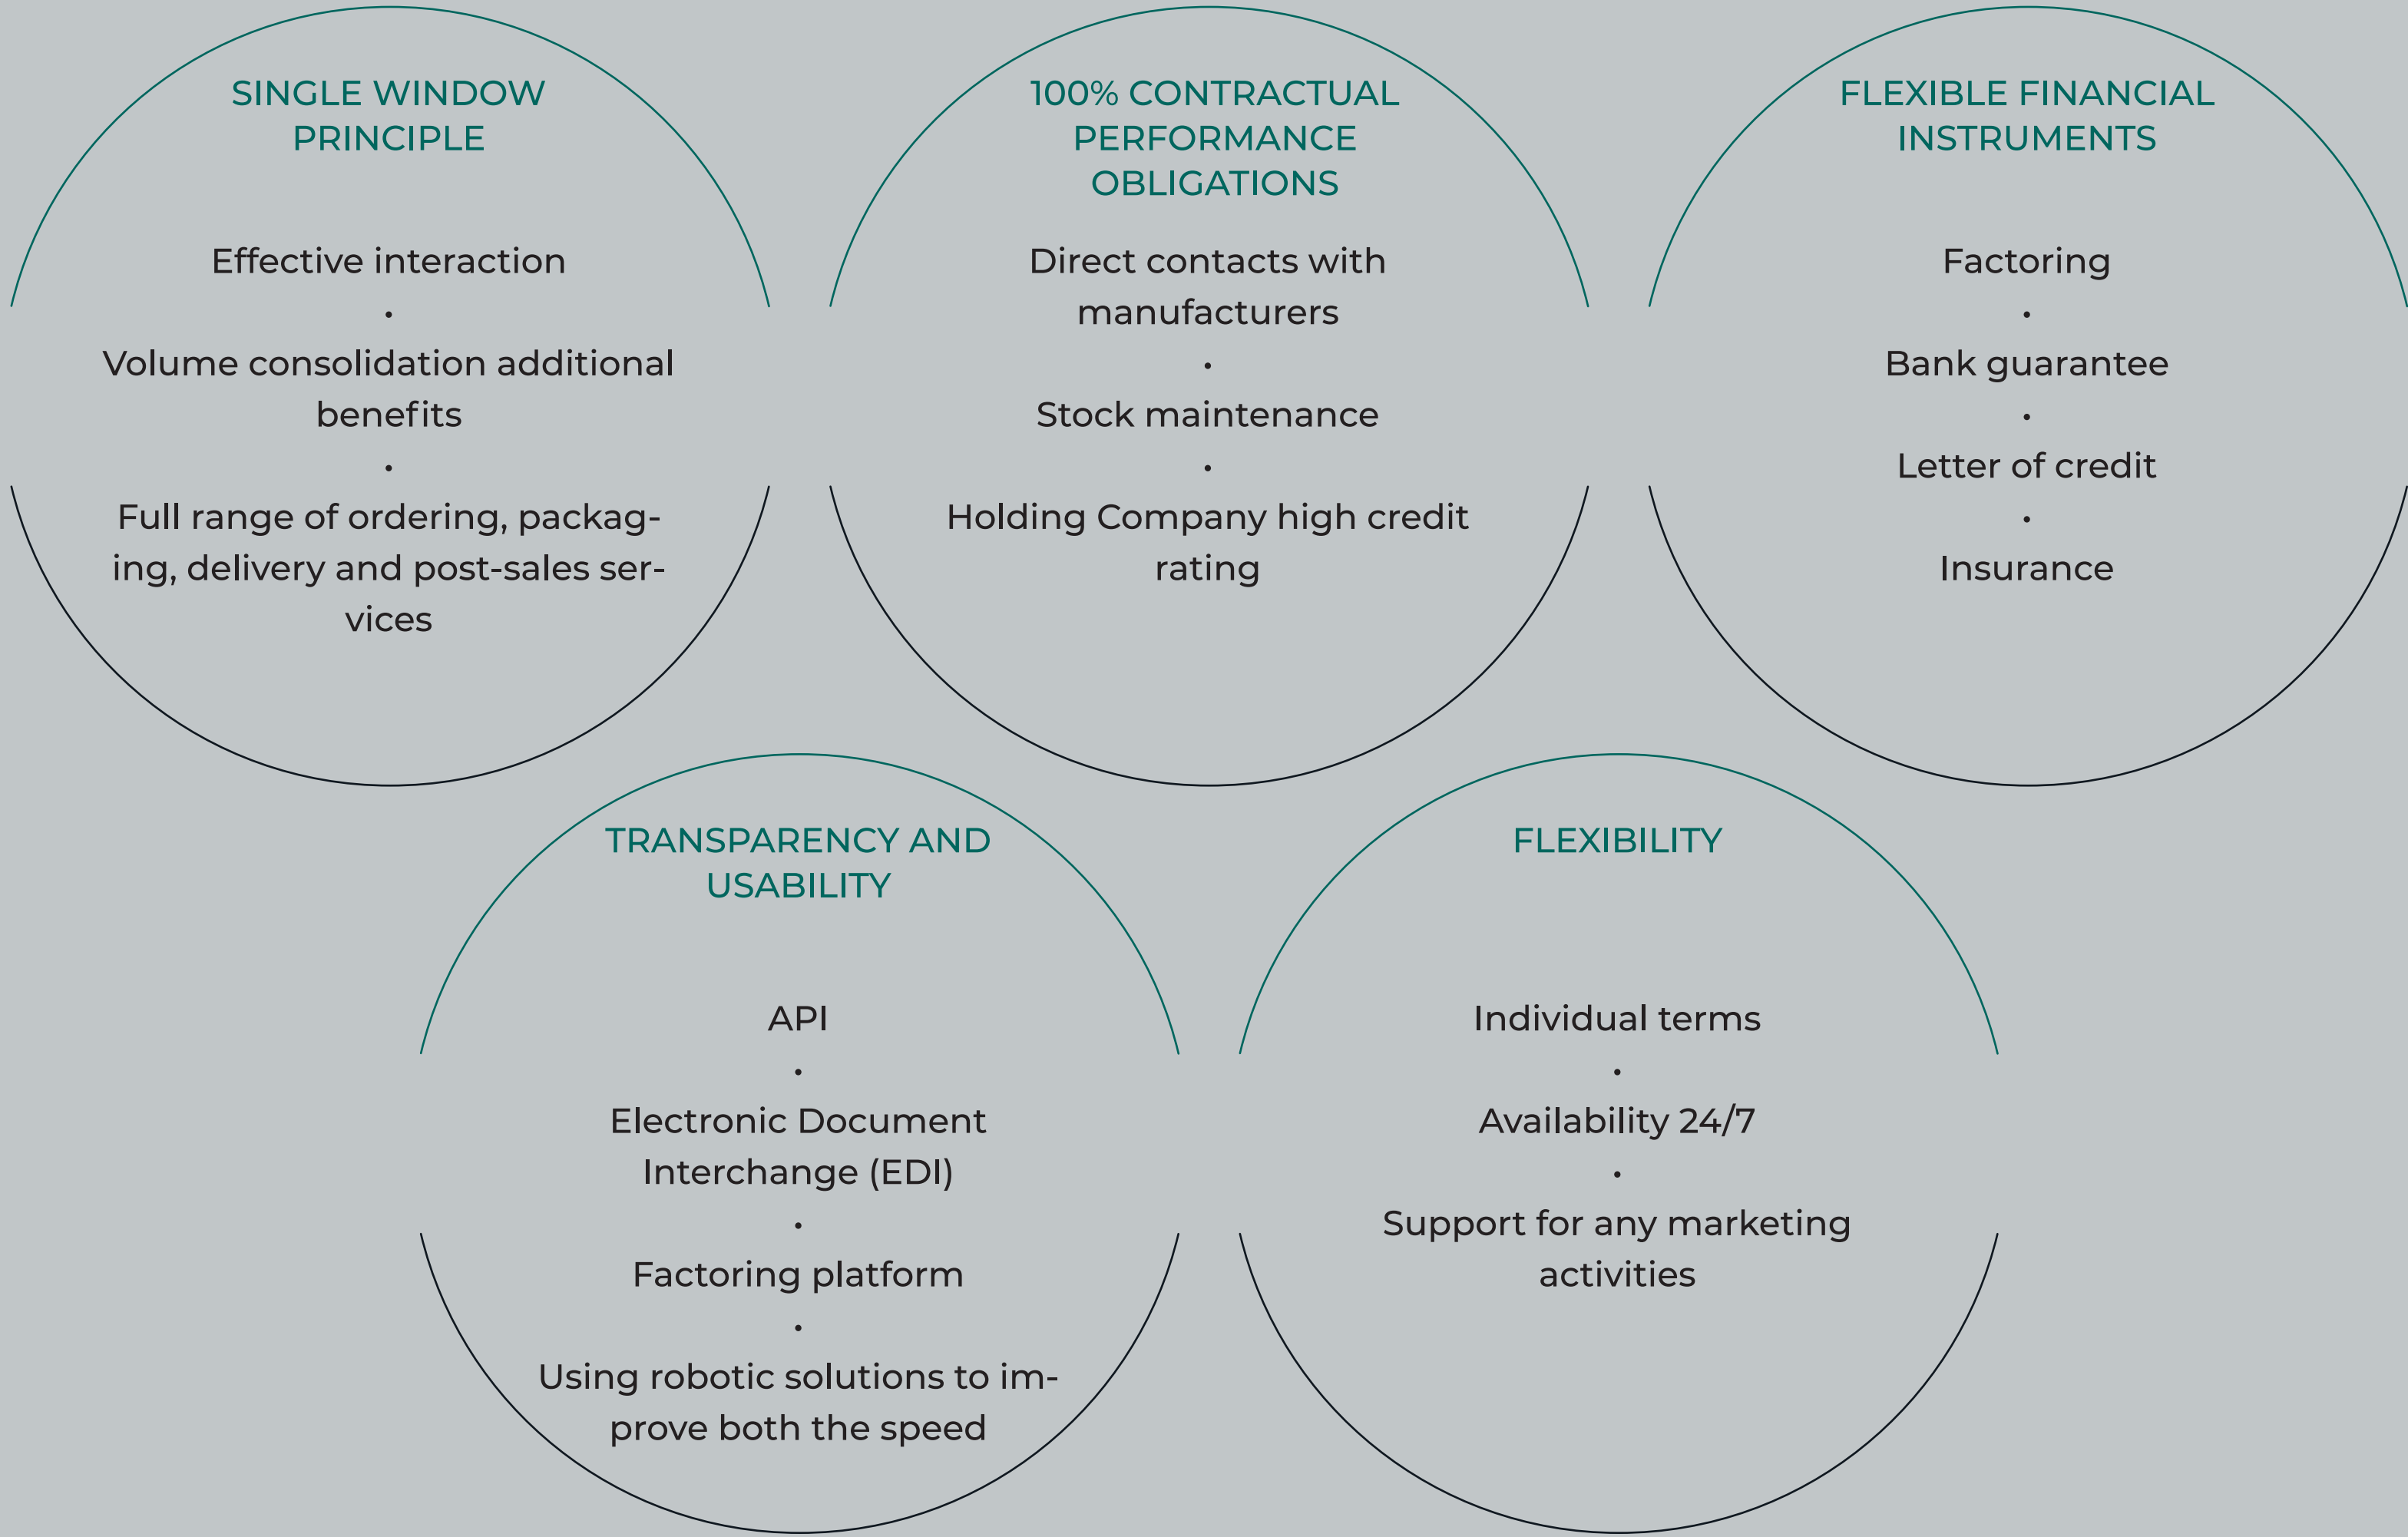 SINGLE WINDOW
PRINCIPLE
Effective interaction
•
Volume consolidation additional
benefits
•
Full range of ordering, packag-
ing, delivery and post-sales ser-
vices
100% CONTRACTUAL
PERFORMANCE
OBLIGATIONS
Direct contacts with
manufacturers
•
Stock maintenance
•
Holding Company high credit
rating
FLEXIBLE FINANCIAL
INSTRUMENTS
Factoring
•
Bank guarantee
•
Letter of credit
•
Insurance
TRANSPARENCY AND
USABILITY
API
•
Electronic Document
Interchange (EDI)
•
Factoring platform
•
Using robotic solutions to im-
prove both the speed
FLEXIBILITY
Individual terms
•
Availability 24/7
•
Support for any marketing
activities